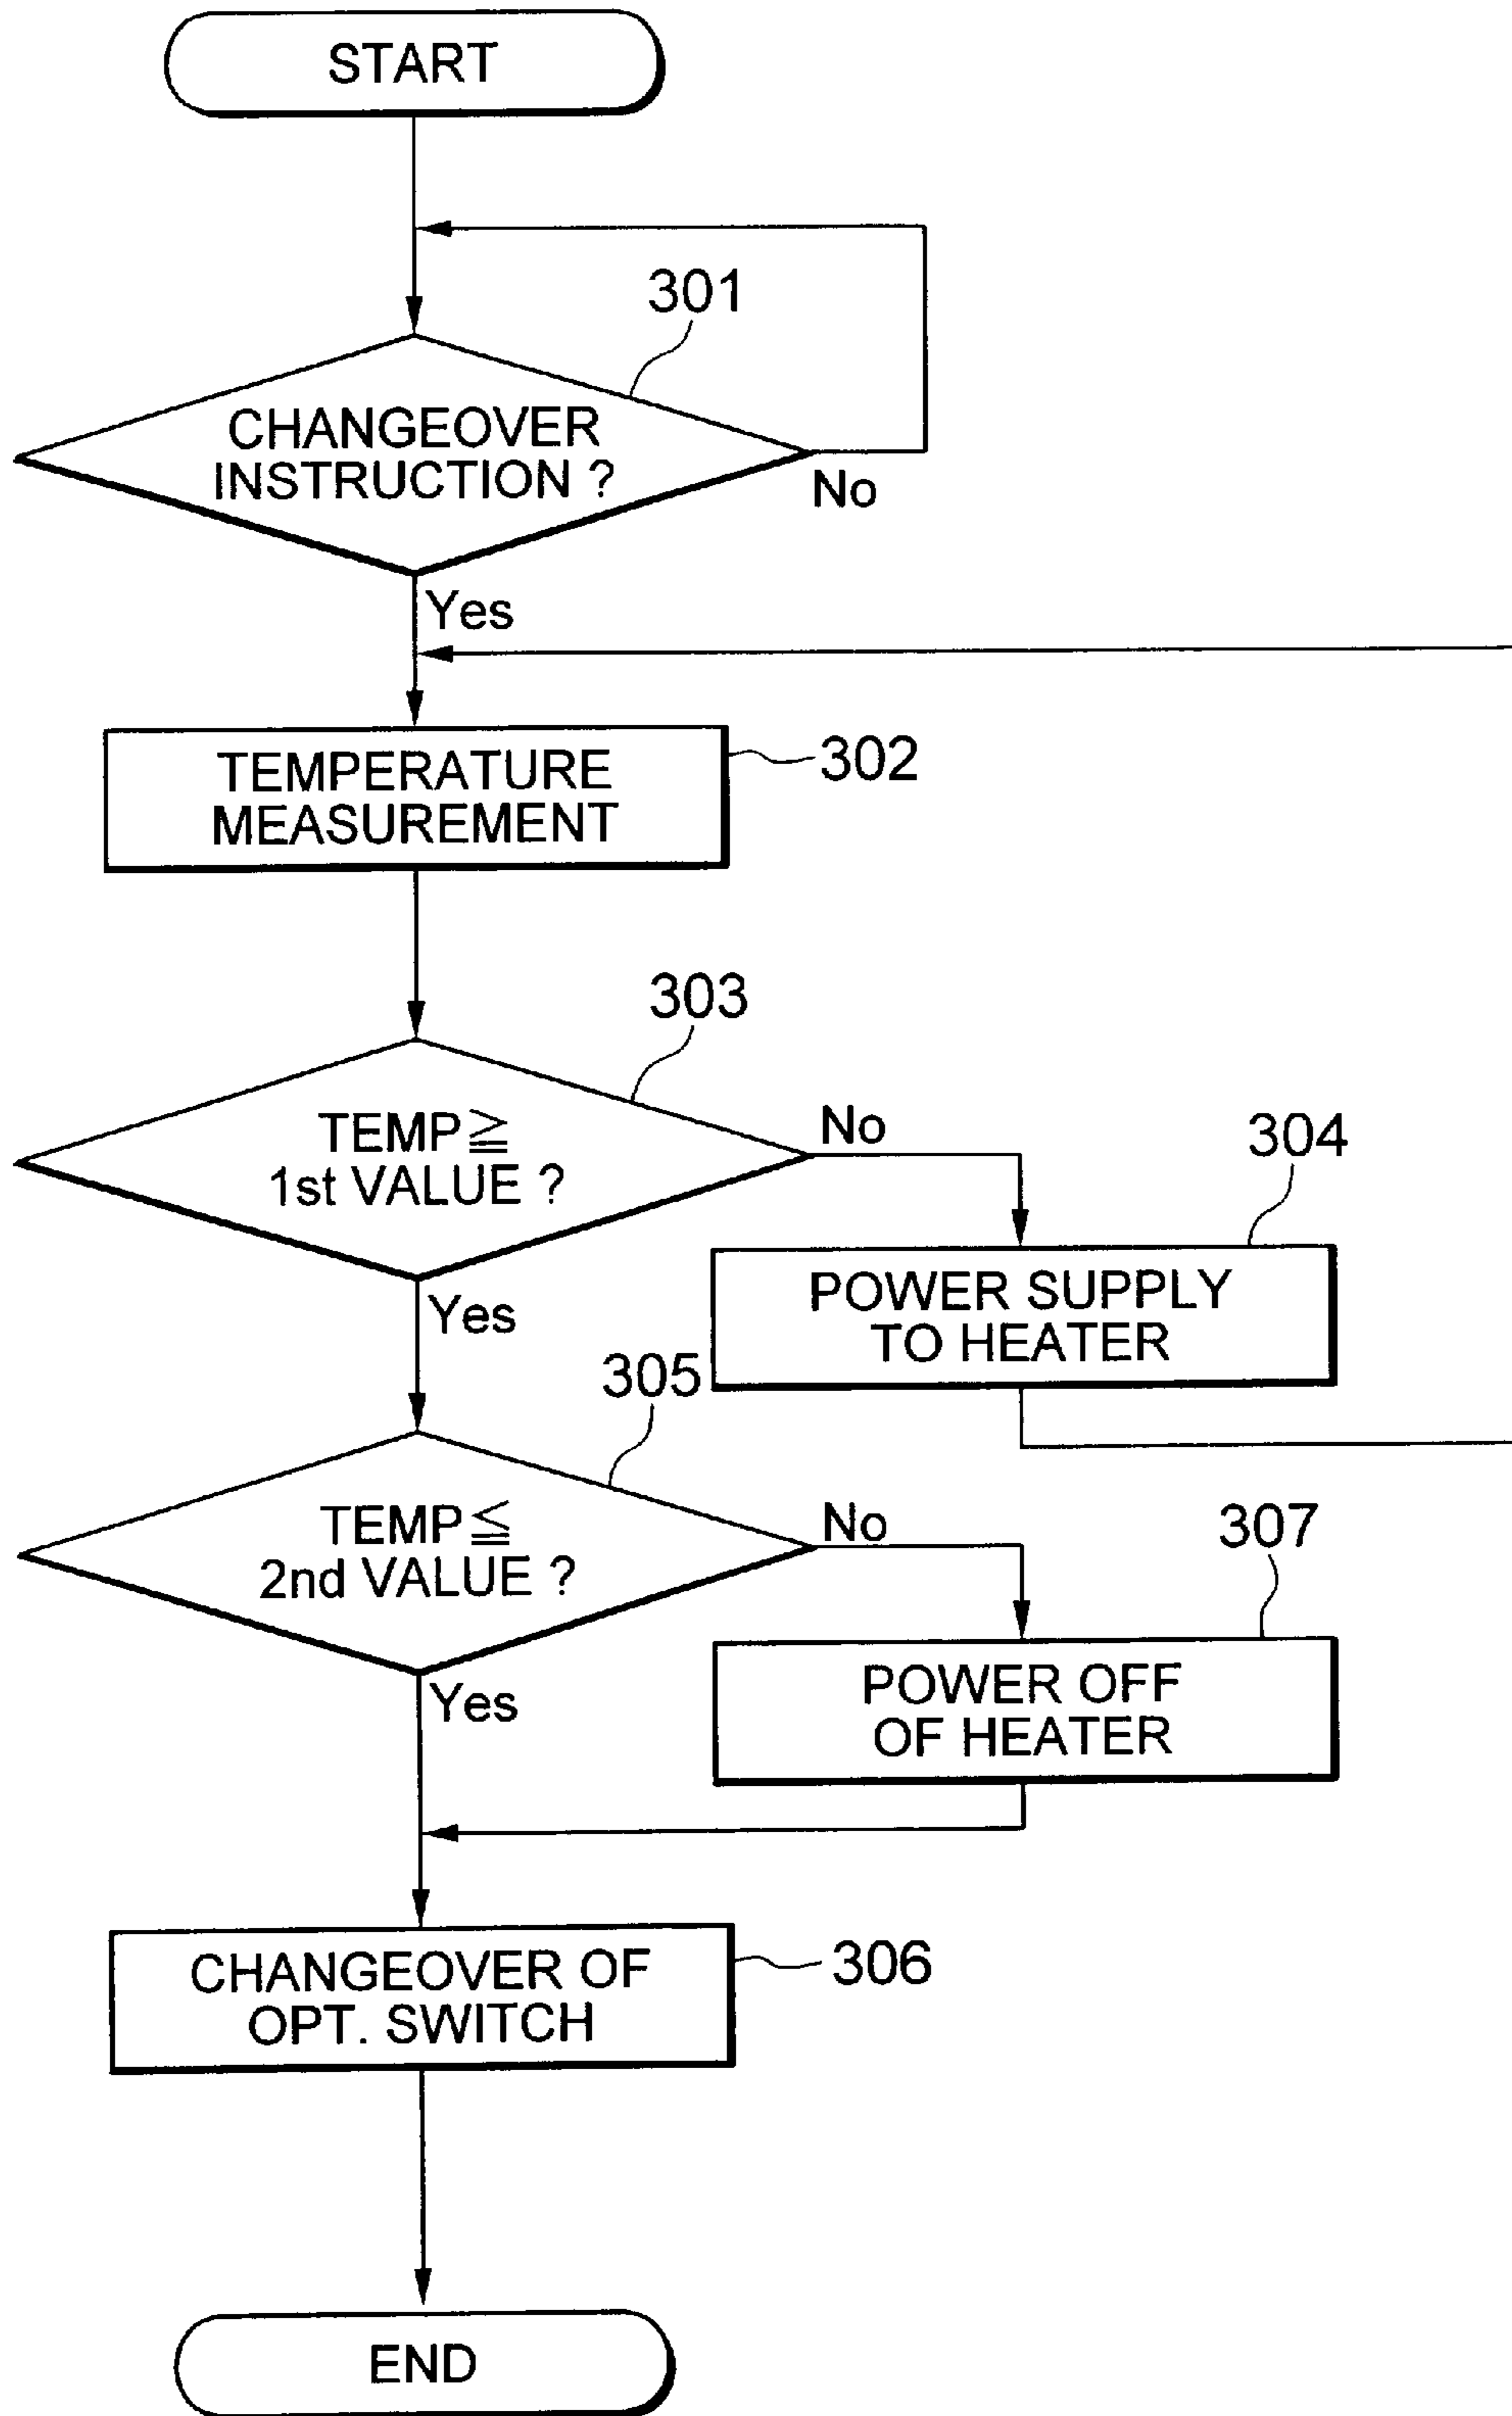 START
301
CHANGEOVER
INSTRUCTION ?
No
Yes
302
TEMPERATURE
MEASUREMENT
303
TEMP≧
1st VALUE ?
No
304
POWER SUPPLY
TO HEATER
Yes
305
TEMP≦
2nd VALUE ?
No
307
POWER OFF
OF HEATER
Yes
306
CHANGEOVER OF
OPT. SWITCH
END